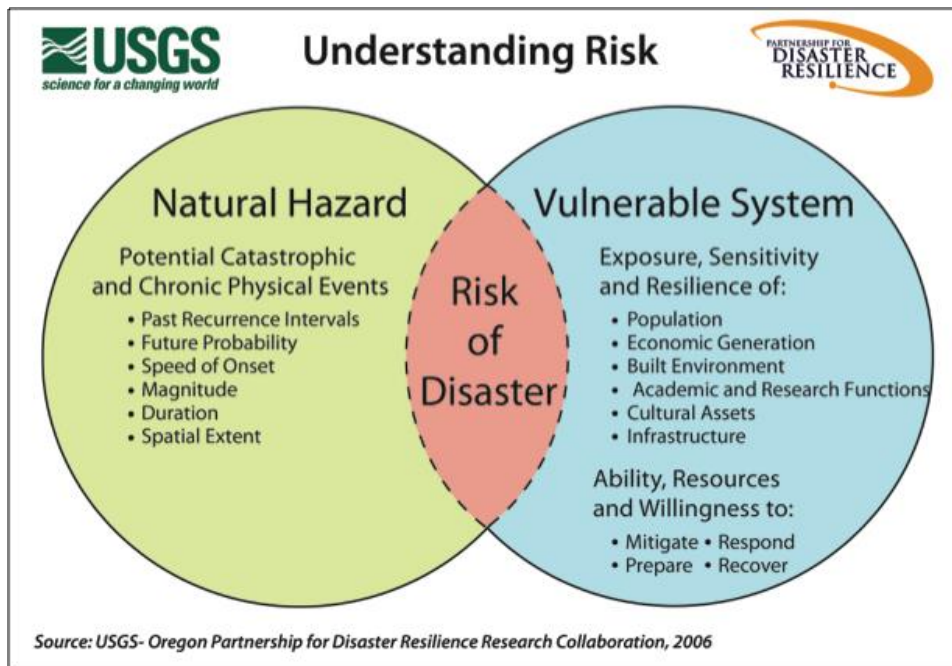 USGS
science for a changing world
Understanding Risk
PARTNERSHIP FOR
DISASTER
RESILIENCE
Natural Hazard
Potential Catastrophic
and Chronic Physical Events
• Past Recurrence Intervals
• Future Probability
• Speed of Onset
• Magnitude
• Duration
• Spatial Extent
Risk
of
Disaster
Vulnerable System
Exposure, Sensitivity
and Resilience of:
• Population
• Economic Generation
• Built Environment
• Academic and Research Functions
• Cultural Assets
• Infrastructure
Ability, Resources
and Willingness to:
• Mitigate • Respond
• Prepare • Recover
Source: USGS- Oregon Partnership for Disaster Resilience Research Collaboration, 2006